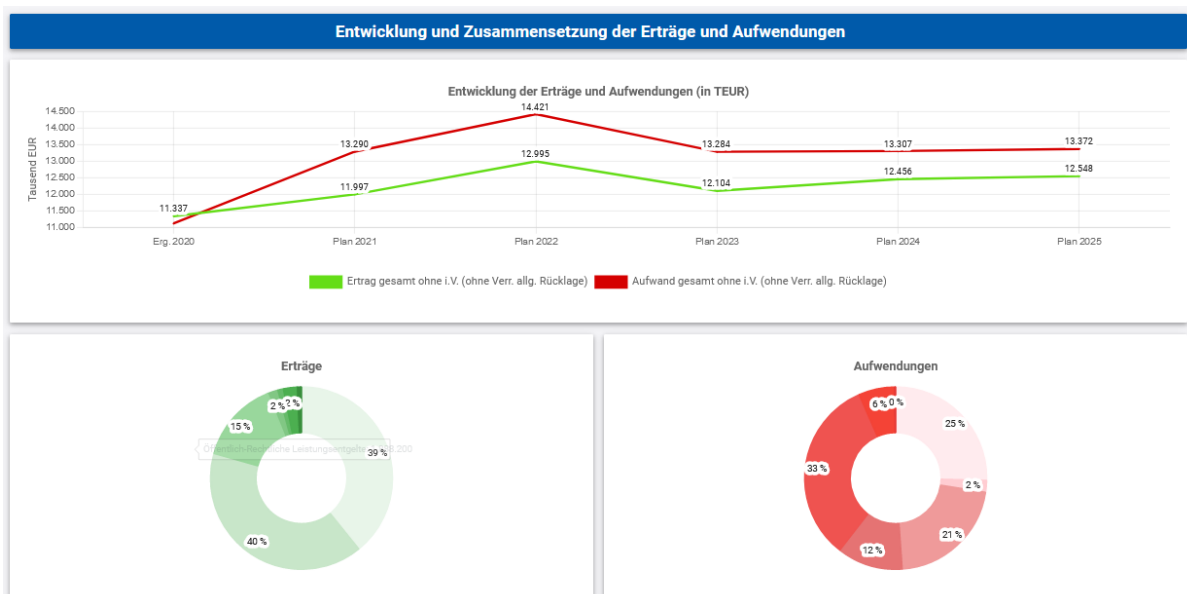 Entwicklung und Zusammensetzung der Erträge und Aufwendungen
Entwicklung der Erträge und Aufwendungen (in TEUR)
Tausend EUR
14.500
14.000
13.500
13.000
12.500
12.000
11.500
11.000
11.337
13.290
11.997
14.421
12.995
13.284
12.104
13.307
12.456
13.372
12.548
Erg. 2020
Plan 2021
Plan 2022
Plan 2023
Plan 2024
Plan 2025
Ertrag gesamt ohne i.V. (ohne Verr. allg. Rücklage)
Aufwand gesamt ohne i.V. (ohne Verr. allg. Rücklage)
Erträge
2 %
2 %
15 %
39 %
Öffentlich-Rechtliche Leistungsentgelte
40 %
Aufwendungen
6 %
0 %
25 %
33 %
2 %
21 %
12 %